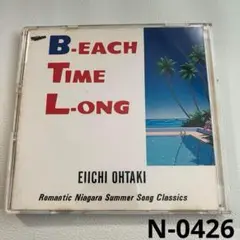 B-EACH
TIME
L-ONG
EIICHI OHTAKI
Romantic Niagara Summer Song Classics
N-0426